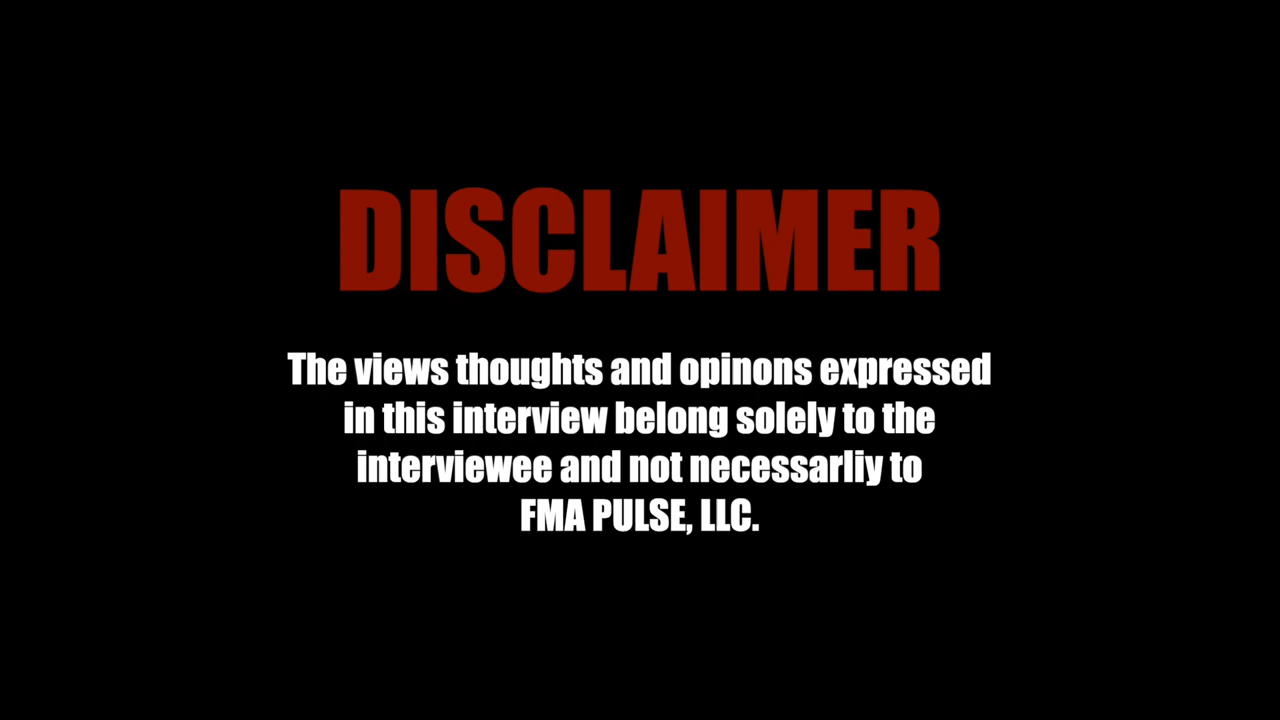 DISCLAIMER
The views thoughts and opinons expressed
in this interview belong solely to the
interviewee and not necessarliy to
FMA PULSE, LLC.